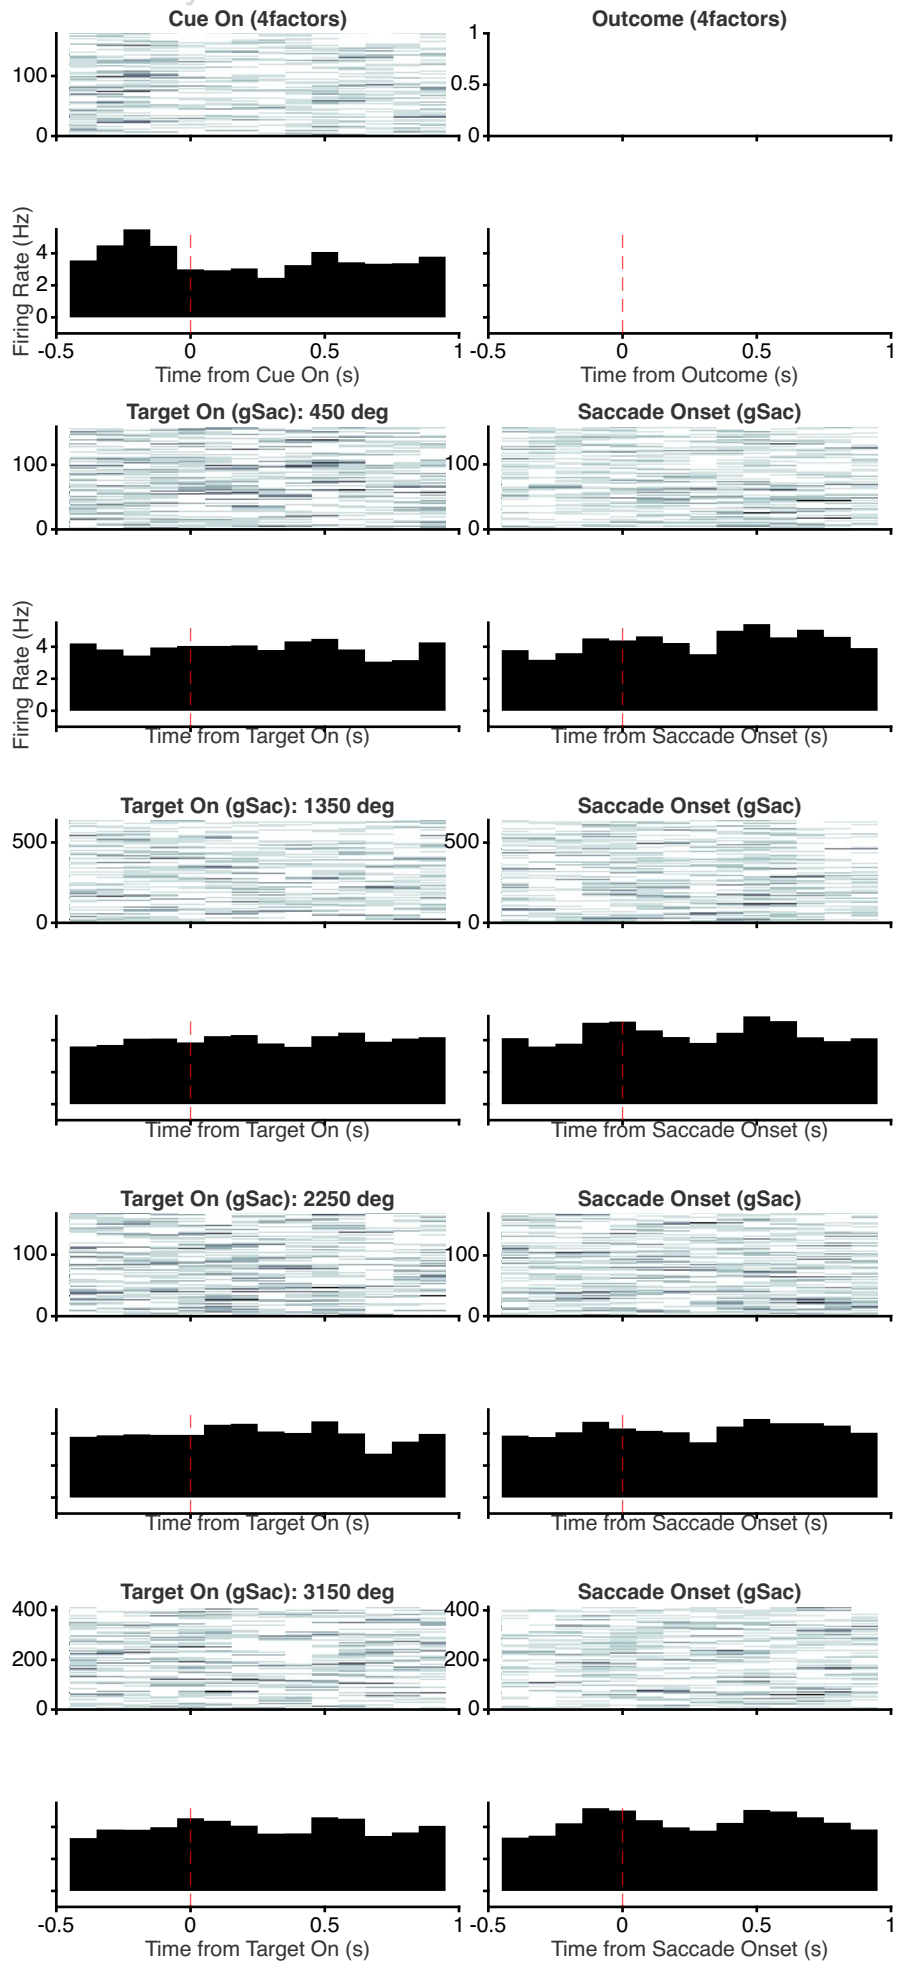 Cue On (4factors)
Outcome (4factors)
100
0
1
0.5
0
Firing Rate (Hz)
4
2
0
-0.5 0 0.5 1
-0.5 0 0.5 1
Time from Cue On (s)
Time from Outcome (s)
Target On (gSac): 450 deg
Saccade Onset (gSac)
100
0
100
0
Firing Rate (Hz)
4
2
0
Time from Target On (s)
Time from Saccade Onset (s)
Target On (gSac): 1350 deg
Saccade Onset (gSac)
500
0
500
0
Time from Target On (s)
Time from Saccade Onset (s)
Target On (gSac): 2250 deg
Saccade Onset (gSac)
100
0
100
0
Time from Target On (s)
Time from Saccade Onset (s)
Target On (gSac): 3150 deg
Saccade Onset (gSac)
400
200
0
400
200
0
-0.5 0 0.5 1
-0.5 0 0.5 1
Time from Target On (s)
Time from Saccade Onset (s)